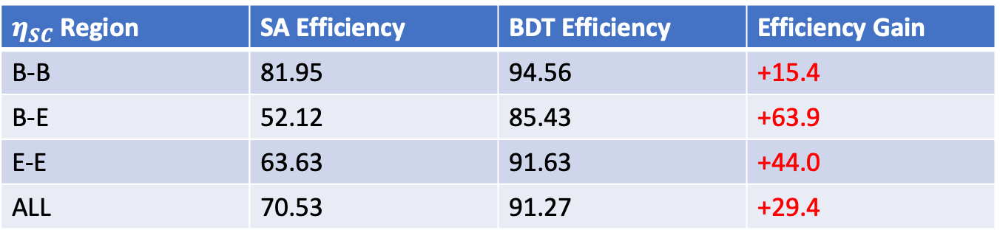 η_SC Region SA Efficiency BDT Efficiency Efficiency Gain
B-B 81.95 94.56 +15.4
B-E 52.12 85.43 +63.9
E-E 63.63 91.63 +44.0
ALL 70.53 91.27 +29.4